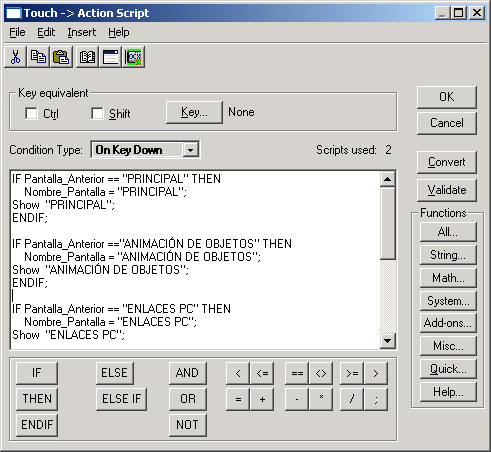 Touch -> Action Script
File Edit Insert Help
Key equivalent
Ctrl Shift Key... None
OK
Cancel
Condition Type: On Key Down Scripts used: 2
Convert
Validate
IF Pantalla_Anterior == "PRINCIPAL" THEN
Nombre_Pantalla = "PRINCIPAL";
Show "PRINCIPAL";
ENDIF;
IF Pantalla_Anterior =="ANIMACIÓN DE OBJETOS" THEN
Nombre_Pantalla = "ANIMACIÓN DE OBJETOS";
Show "ANIMACIÓN DE OBJETOS";
ENDIF;
IF Pantalla_Anterior =="ENLACES PC" THEN
Nombre_Pantalla = "ENLACES PC";
Show "ENLACES PC";
Functions
All...
String...
Math...
System...
Add-ons...
Misc...
Quick...
Help...
IF ELSE AND < <= == <> >= >
THEN ELSE IF OR = + - * / ;
ENDIF NOT